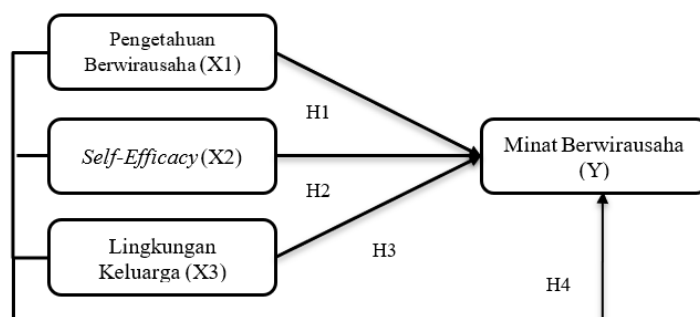 Pengetahuan
Berwirausaha (X1)
H1
Self-Efficacy (X2)
Minat Berwirausaha
(Y)
H2
Lingkungan
Keluarga (X3)
H3
H4